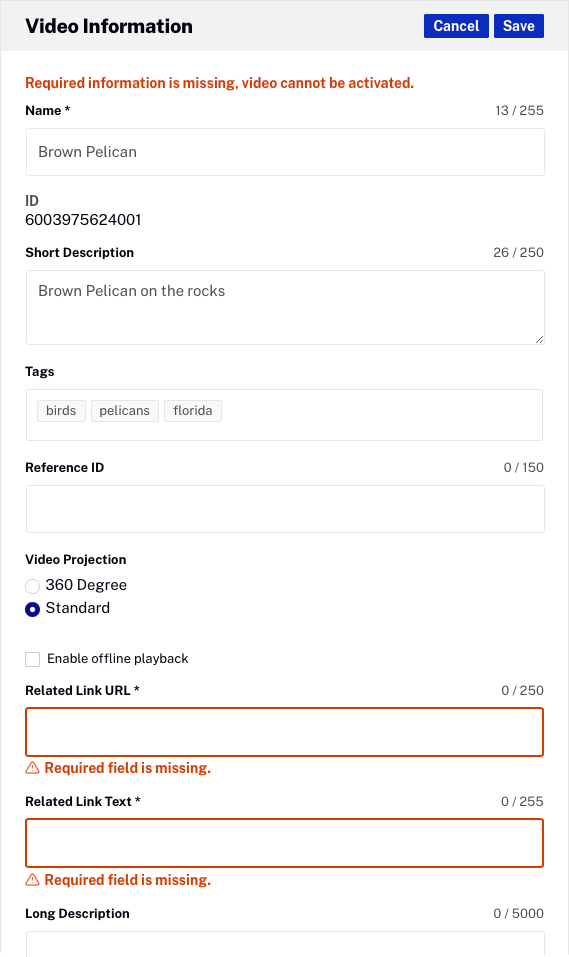 Video Information
Cancel
Save
Required information is missing, video cannot be activated.
Name * 13 / 255
Brown Pelican
ID
6003975624001
Short Description 26 / 250
Brown Pelican on the rocks
Tags
birds pelicans florida
Reference ID 0 / 150
Video Projection
360 Degree
Standard
Enable offline playback
Related Link URL * 0 / 250
Required field is missing.
Related Link Text * 0 / 255
Required field is missing.
Long Description 0 / 5000